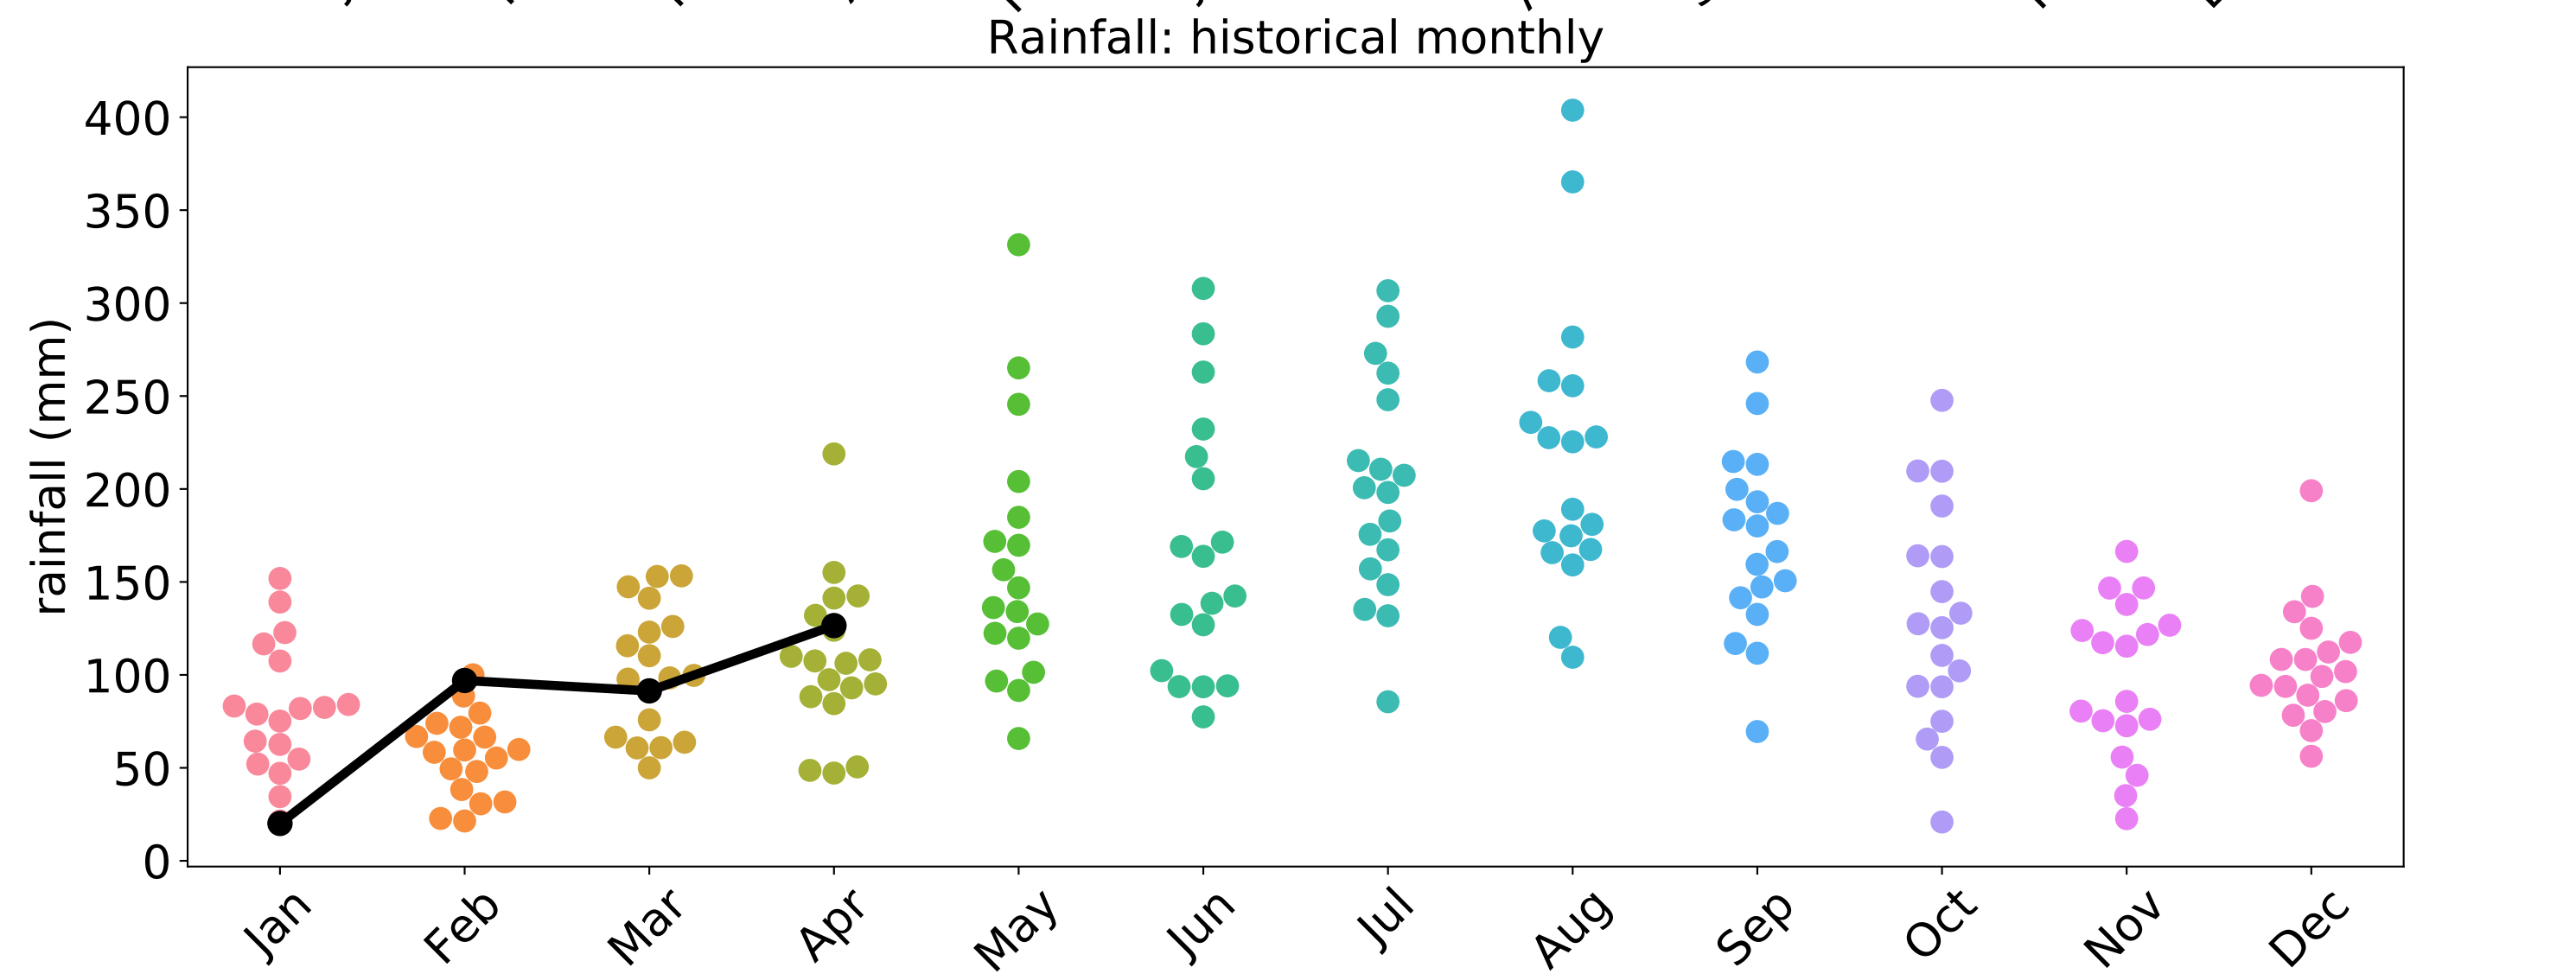 Rainfall: historical monthly
rainfall (mm)
400
350
300
250
200
150
100
50
0
Jan
Feb
Mar
Apr
May
Jun
Jul
Aug
Sep
Oct
Nov
Dec